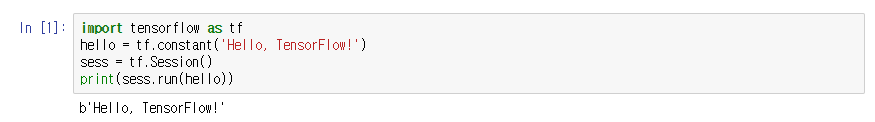 In [1]: import tensorflow as tf
hello = tf.constant('Hello, TensorFlow!')
sess = tf.Session()
print(sess.run(hello))
b'Hello, TensorFlow!'